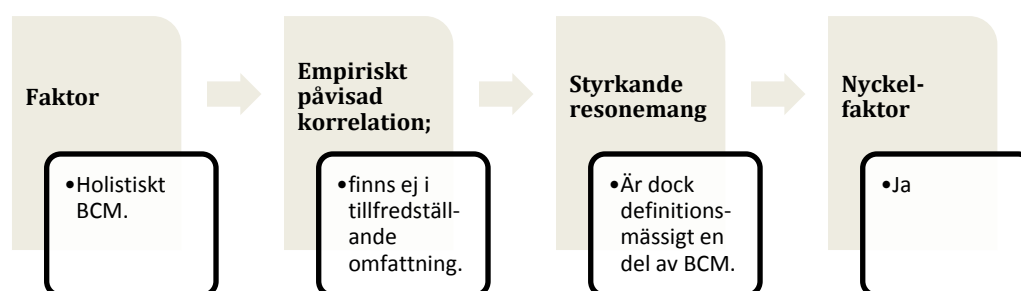 Faktor
•Holistiskt
BCM.
Empiriskt
påvisad
korrelation;
•finns ej i
tillfredställ-
ande
omfattning.
Styrkande
resonemang
•Är dock
definitions-
mässigt en
del av BCM.
Nyckel-
faktor
•Ja